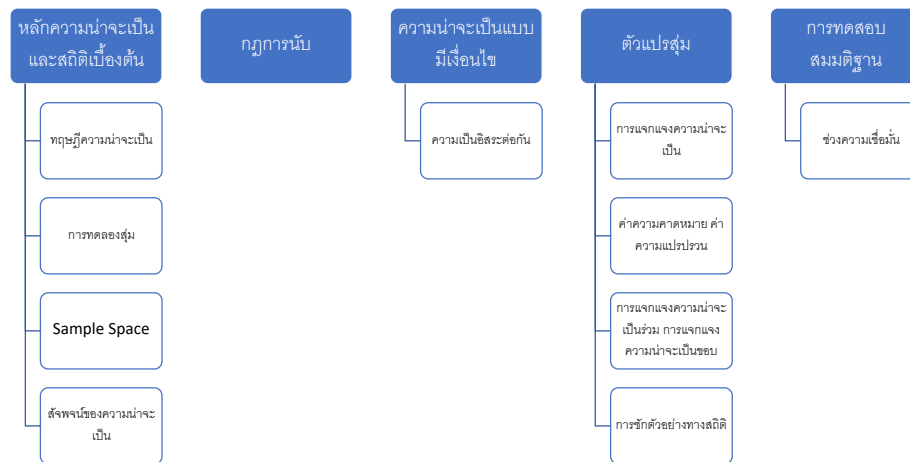 หลักความน่าจะเป็น
และสถิติเบื้องต้น
ทฤษฎีความน่าจะเป็น
การทดลองสุ่ม
Sample Space
สัจพจน์ของความน่าจะ
เป็น
กฎการนับ
ความน่าจะเป็นแบบ
มีเงื่อนไข
ความเป็นอิสระต่อกัน
ตัวแปรสุ่ม
การแจกแจงความน่าจะ
เป็น
ค่าความคาดหมาย ค่า
ความแปรปรวน
การแจกแจงความน่าจะ
เป็นร่วม การแจกแจง
ความน่าจะเป็นขอบ
การชักตัวอย่างทางสถิติ
การทดสอบ
สมมติฐาน
ช่วงความเชื่อมั่น